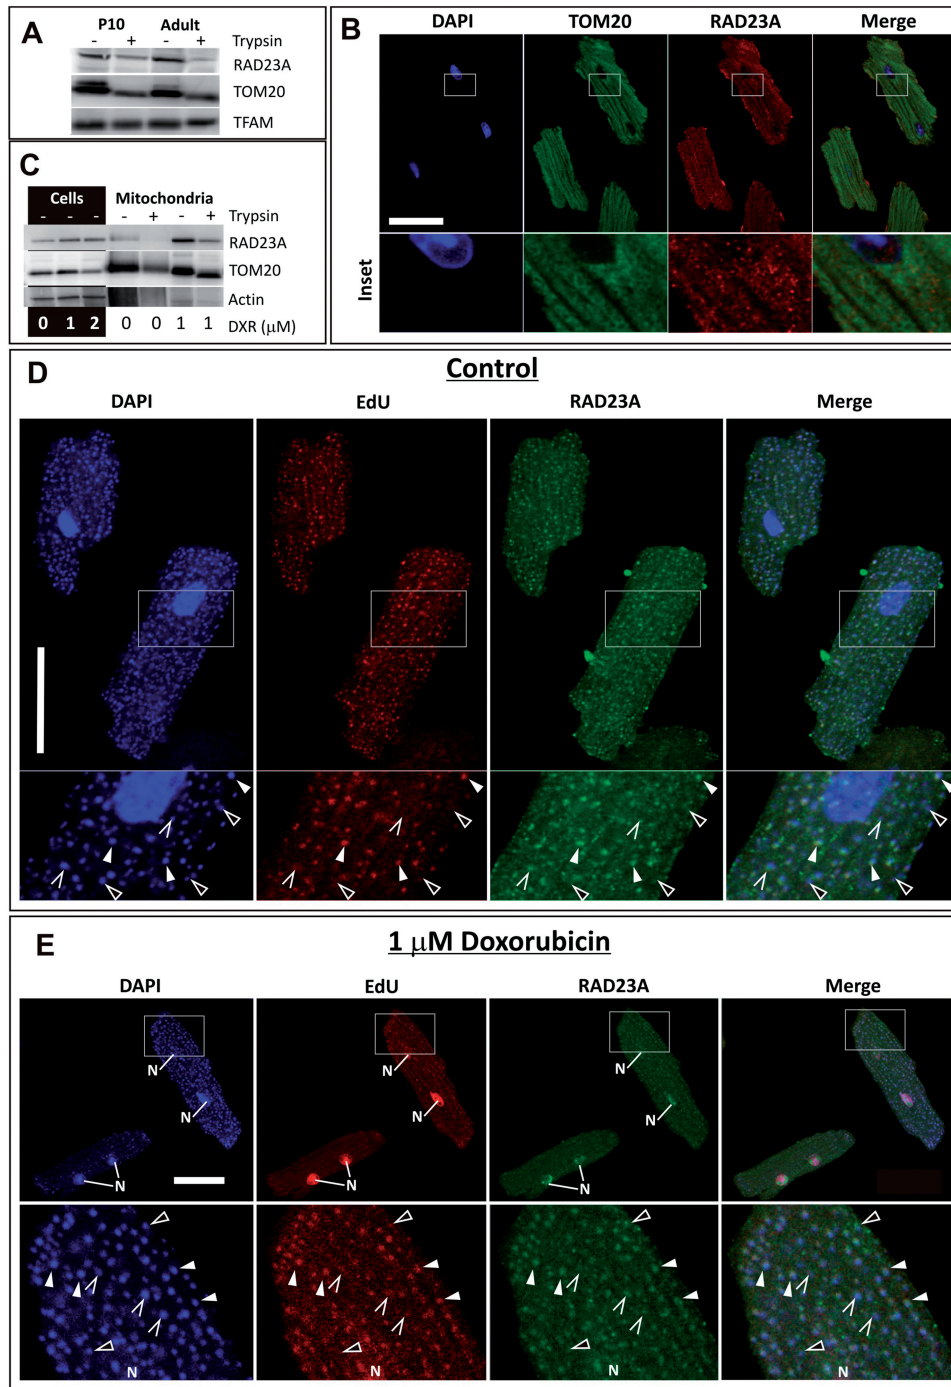 A
P10 Adult
- + - + Trypsin
RAD23A
TOM20
TFAM
B
DAPI TOM20 RAD23A Merge
Inset
C
Cells Mitochondria
- - - - + - + Trypsin
RAD23A
TOM20
Actin
0 1 2 0 0 1 1 DXR (µM)
D
Control
DAPI EdU RAD23A Merge
E
1 µM Doxorubicin
DAPI EdU RAD23A Merge
N N N
N N N
N N N
N N N N